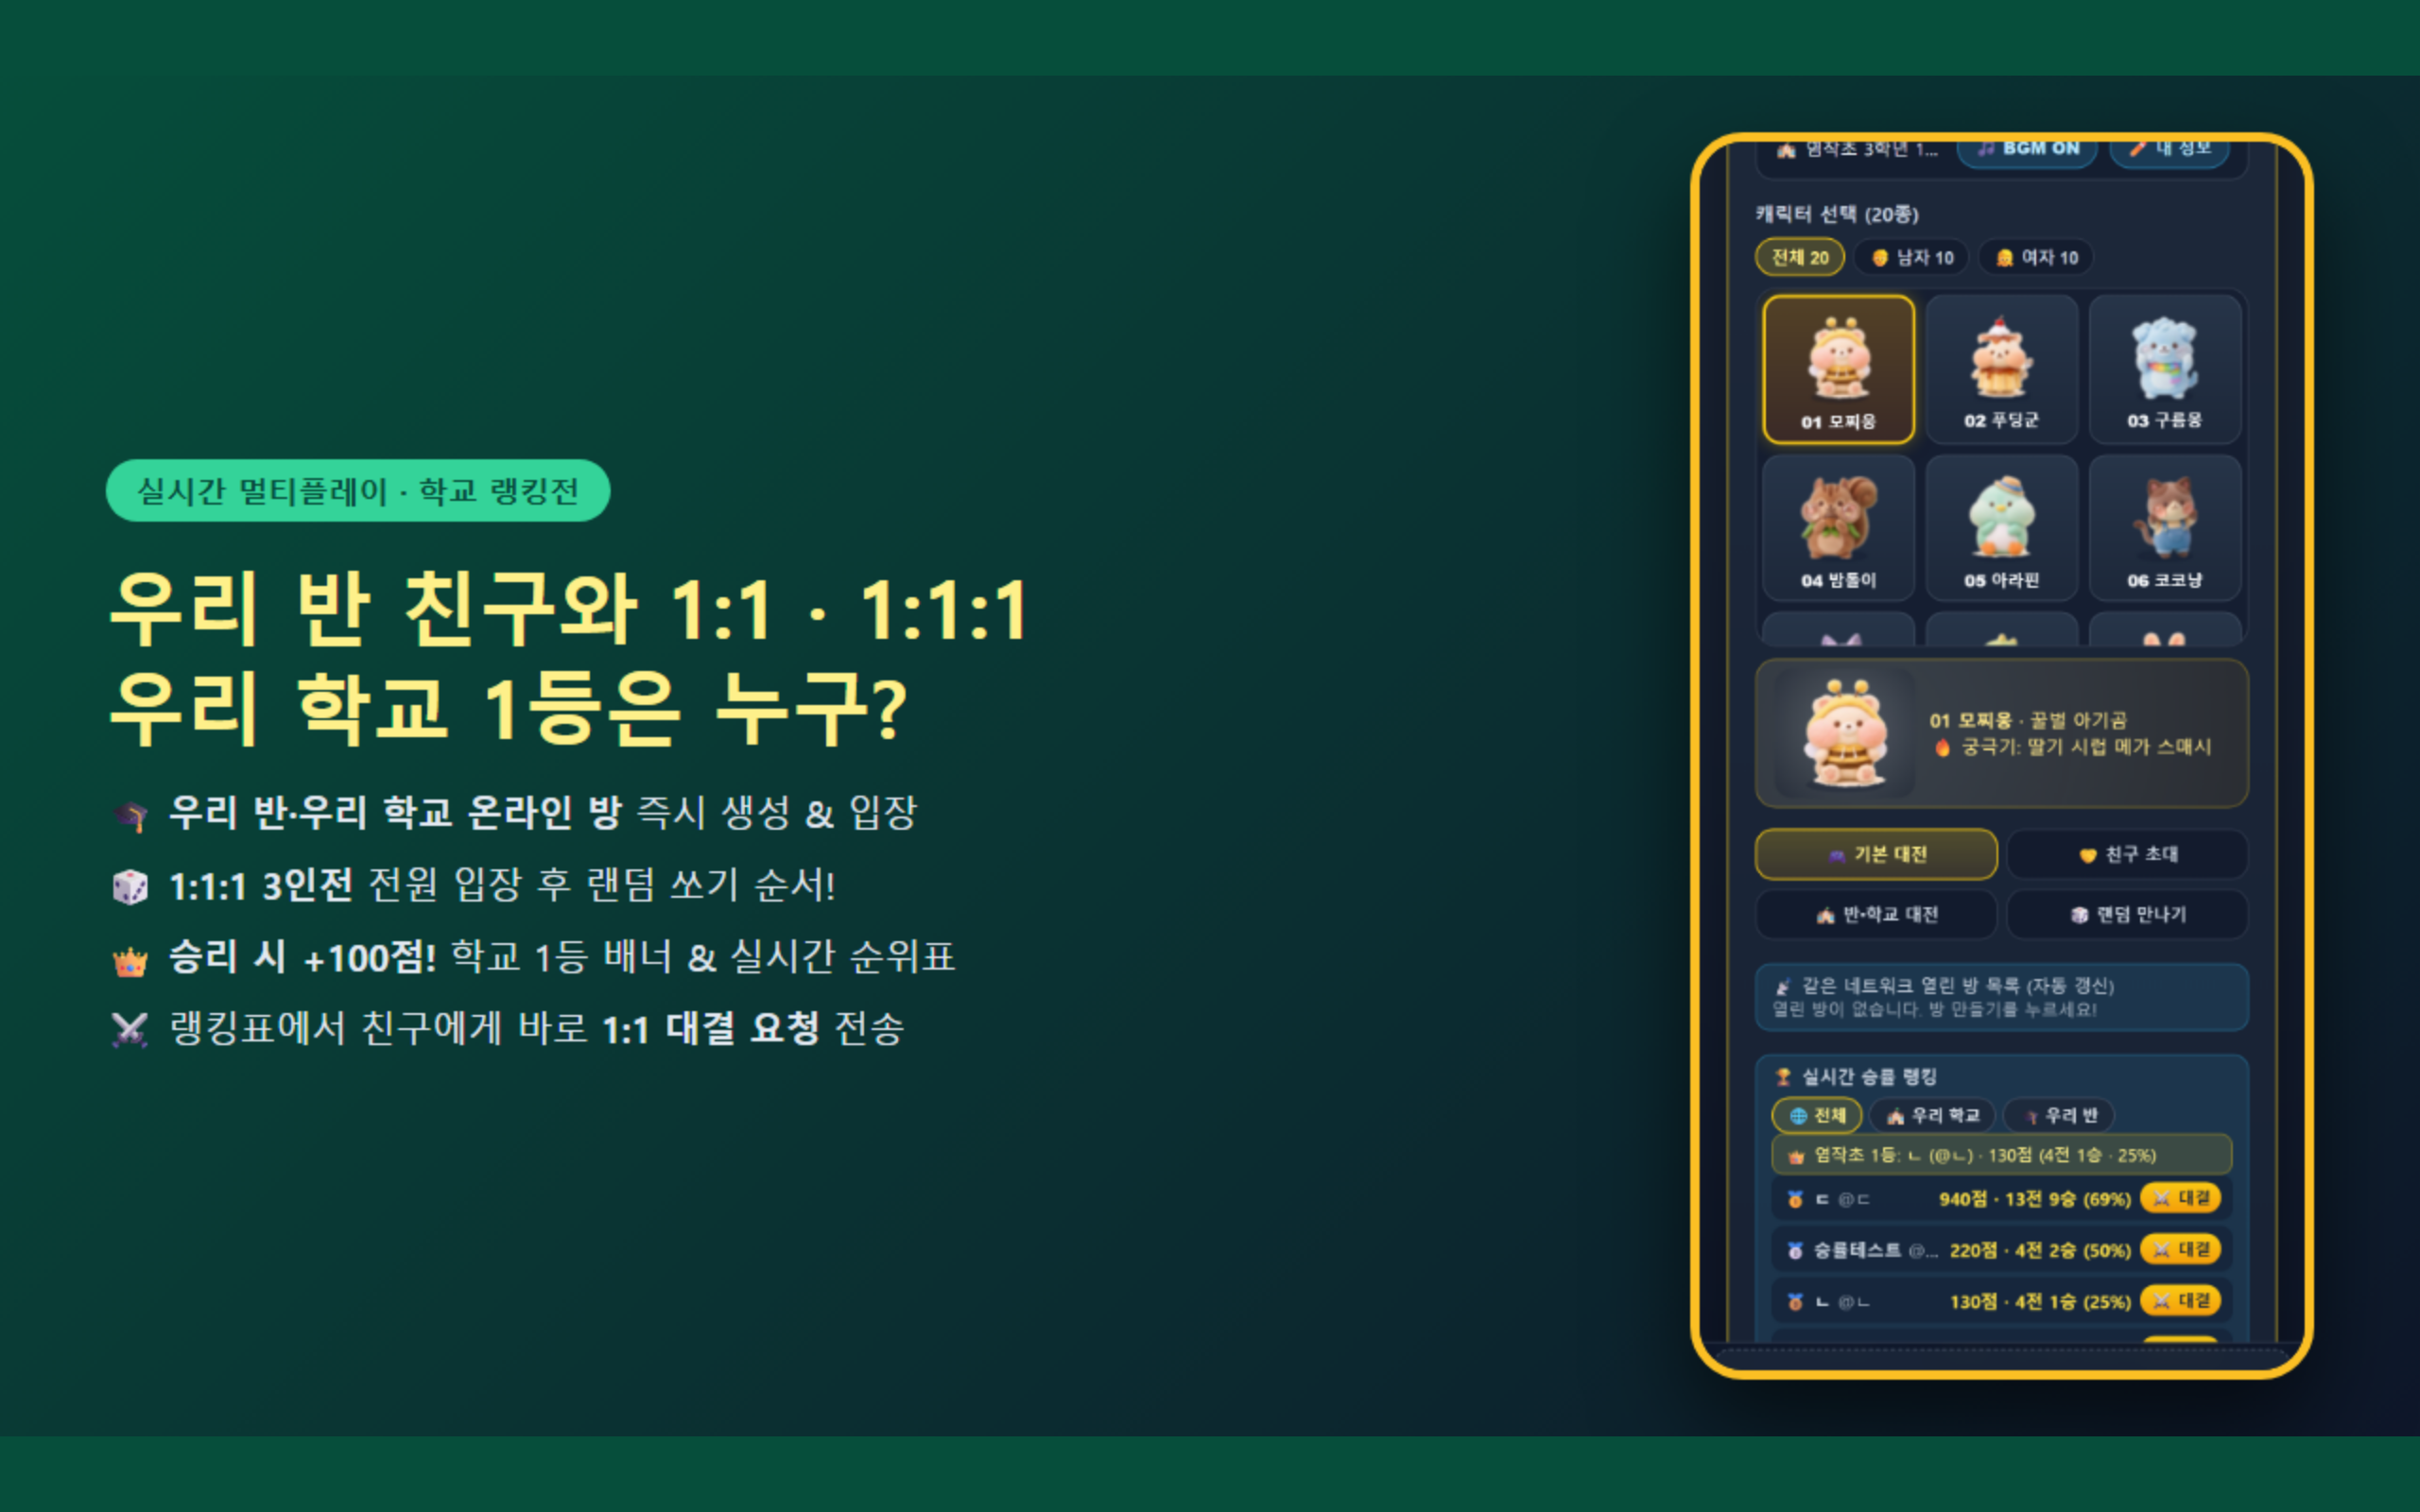 실시간 멀티플레이 · 학교 랭킹전
우리 반 친구와 1:1 · 1:1:1
우리 학교 1등은 누구?
우리 반·우리 학교 온라인 방 즉시 생성 & 입장
1:1:1 3인전 전원 입장 후 랜덤 쏘기 순서!
승리 시 +100점! 학교 1등 배너 & 실시간 순위표
랭킹표에서 친구에게 바로 1:1 대결 요청 전송
염작초 3학년 1... BGM ON 내 정보
캐릭터 선택 (20종)
전체 20 남자 10 여자 10
01 모찌웅 02 푸딩군 03 구름몽
04 밤톨이 05 아라핀 06 코코냥
01 모찌웅 · 꿀벌 아기곰
궁극기: 딸기 시럽 메가 스매시
기본 대전 친구 초대
반·학교 대전 랜덤 만나기
같은 네트워크 열린 방 목록 (자동 갱신)
열린 방이 없습니다. 방 만들기를 누르세요!
실시간 승률 랭킹
전체 우리 학교 우리 반
염작초 1등: ㄴ (@ㄴ) · 130점 (4전 1승 · 25%)
ㄷ @ㄷ 940점 · 13전 9승 (69%) 대결
승률테스트 @... 220점 · 4전 2승 (50%) 대결
ㄴ @ㄴ 130점 · 4전 1승 (25%) 대결